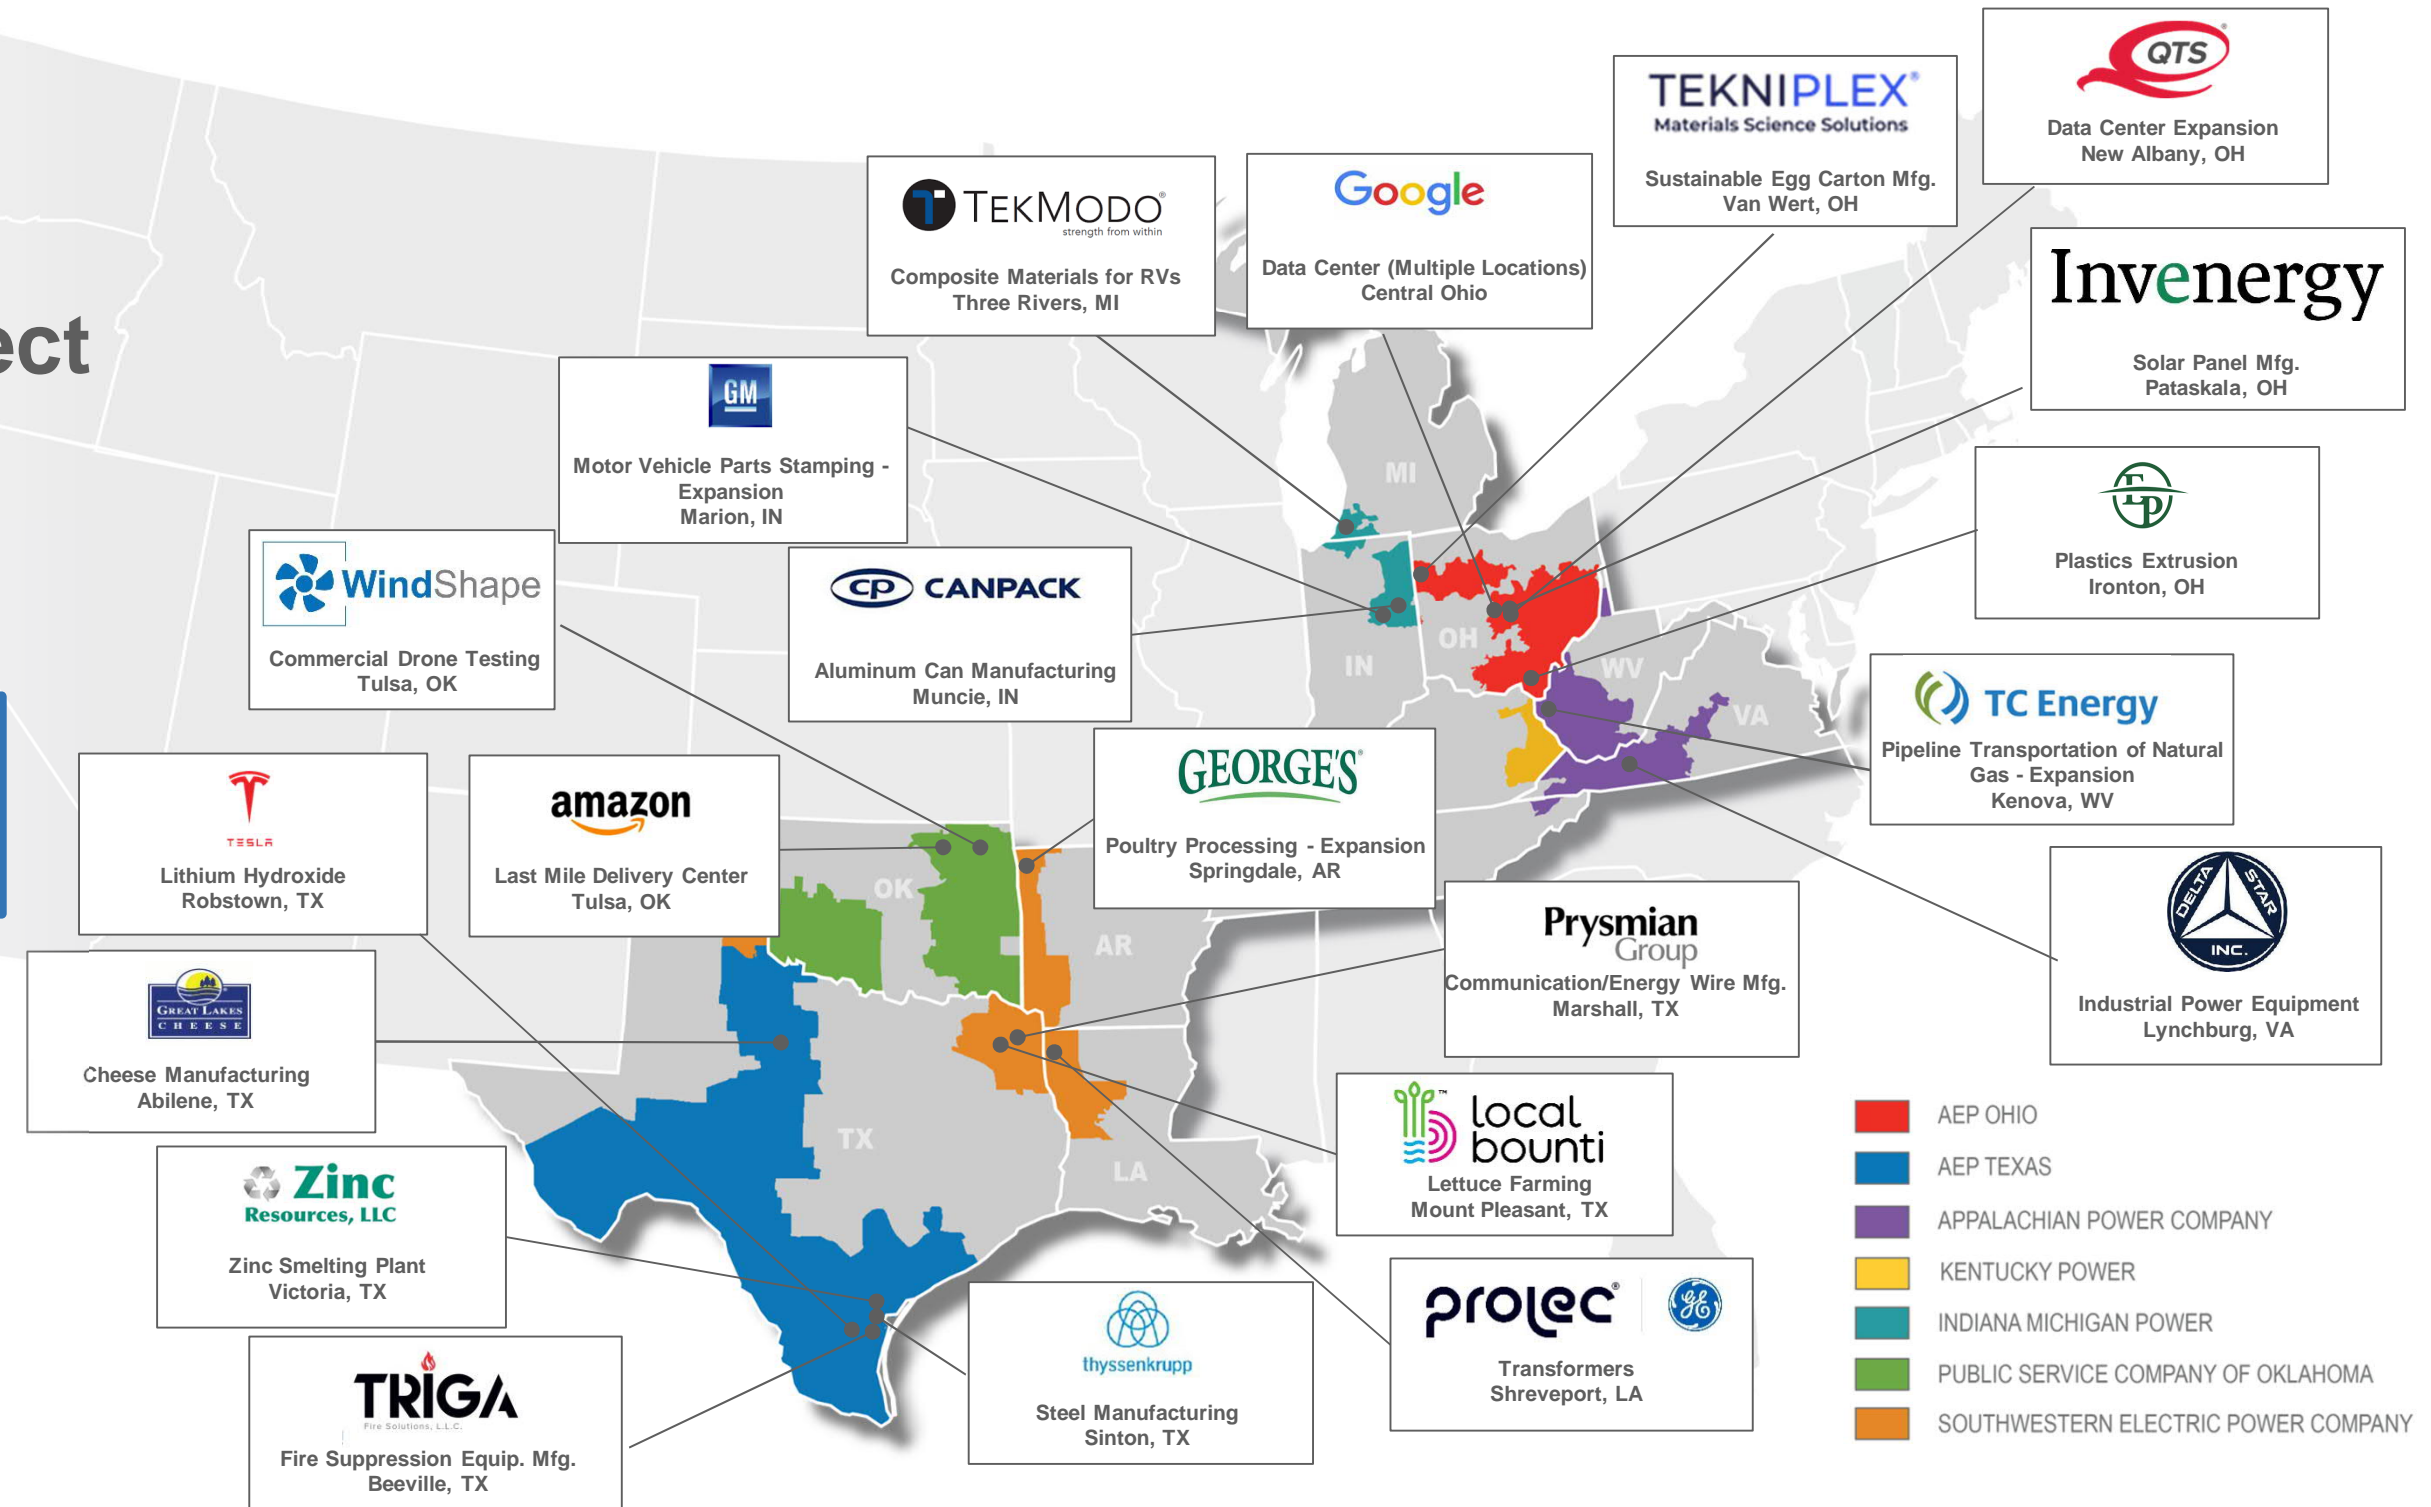 ect
QTS
Data Center Expansion
New Albany, OH
TEKNIPLEX®
Materials Science Solutions
Sustainable Egg Carton Mfg.
Van Wert, OH
TEKMODO®
strength from within
Composite Materials for RVs
Three Rivers, MI
Google
Data Center (Multiple Locations)
Central Ohio
Invenergy
Solar Panel Mfg.
Pataskala, OH
GM
Motor Vehicle Parts Stamping -
Expansion
Marion, IN
EP
Plastics Extrusion
Ironton, OH
WindShape
Commercial Drone Testing
Tulsa, OK
CP CANPACK
Aluminum Can Manufacturing
Muncie, IN
TC Energy
Pipeline Transportation of Natural
Gas - Expansion
Kenova, WV
TESLA
Lithium Hydroxide
Robstown, TX
amazon
Last Mile Delivery Center
Tulsa, OK
GEORGE'S®
Poultry Processing - Expansion
Springdale, AR
Prysmian
Group
Communication/Energy Wire Mfg.
Marshall, TX
DELTA STAR
INC.
Industrial Power Equipment
Lynchburg, VA
GREAT LAKES
CHEESE
Cheese Manufacturing
Abilene, TX
local™
bounti
Lettuce Farming
Mount Pleasant, TX
Zinc
Resources, LLC
Zinc Smelting Plant
Victoria, TX
prolec® GE
Transformers
Shreveport, LA
thyssenkrupp
Steel Manufacturing
Sinton, TX
TRIGA
Fire Solutions, L.L.C.
Fire Suppression Equip. Mfg.
Beeville, TX
MI
IN
OH
WV
VA
OK
AR
TX
LA
AEP OHIO
AEP TEXAS
APPALACHIAN POWER COMPANY
KENTUCKY POWER
INDIANA MICHIGAN POWER
PUBLIC SERVICE COMPANY OF OKLAHOMA
SOUTHWESTERN ELECTRIC POWER COMPANY